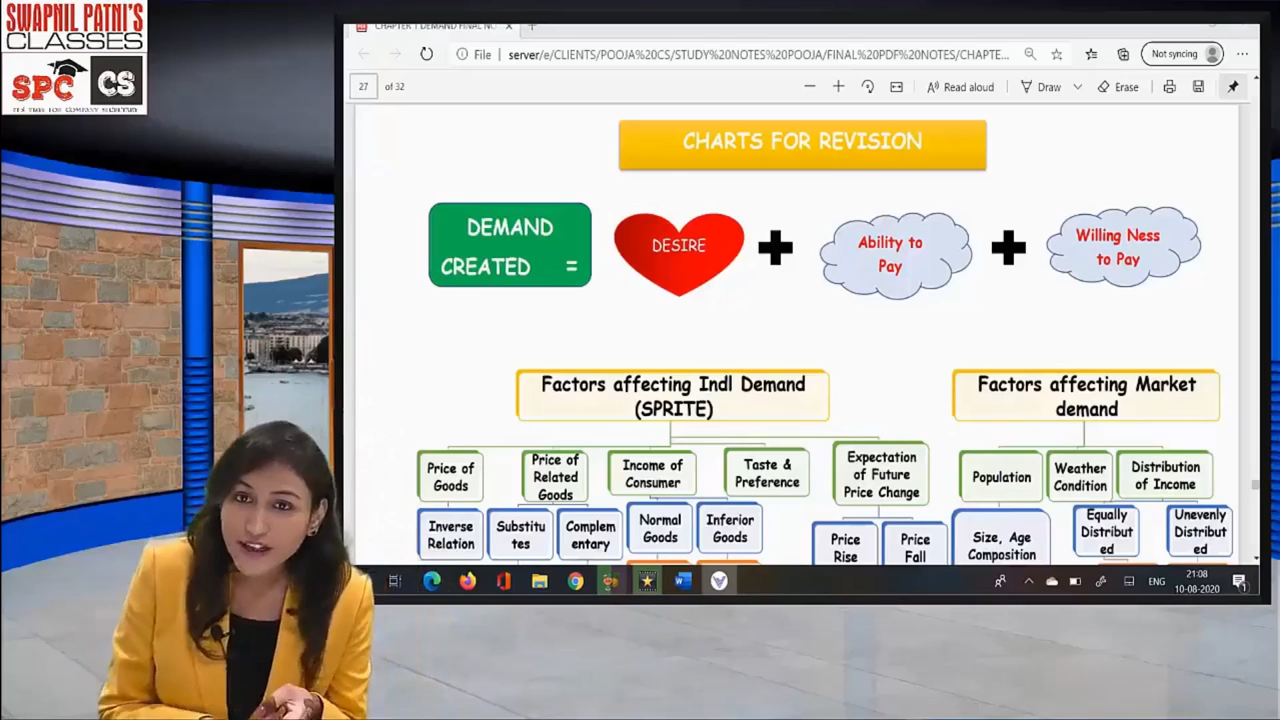 SWAPNIL PATNI'S
CLASSES
SPC CS
CHAPTER 1 DEMAND FINAL NO
File server/e/CLIENTS/POOJA%20CS/STUDY%20NOTES%20POOJA/FINAL%20PDF%20NOTES/CHAPTE... Not syncing
27 of 32 Read aloud Draw Erase
CHARTS FOR REVISION
DEMAND
CREATED =
DESIRE
Ability to
Pay
Willing Ness
to Pay
Factors affecting Indl Demand
(SPRITE)
Factors affecting Market
demand
Price of
Goods
Price of
Related
Goods
Income of
Consumer
Taste &
Preference
Expectation
of Future
Price Change
Population
Weather
Condition
Distribution
of Income
Inverse
Relation
Substitu
tes
Complem
entary
Normal
Goods
Inferior
Goods
Price
Rise
Price
Fall
Size, Age
Composition
Equally
Distribut
ed
Unevenly
Distribut
ed
ENG
21:08
10-08-2020